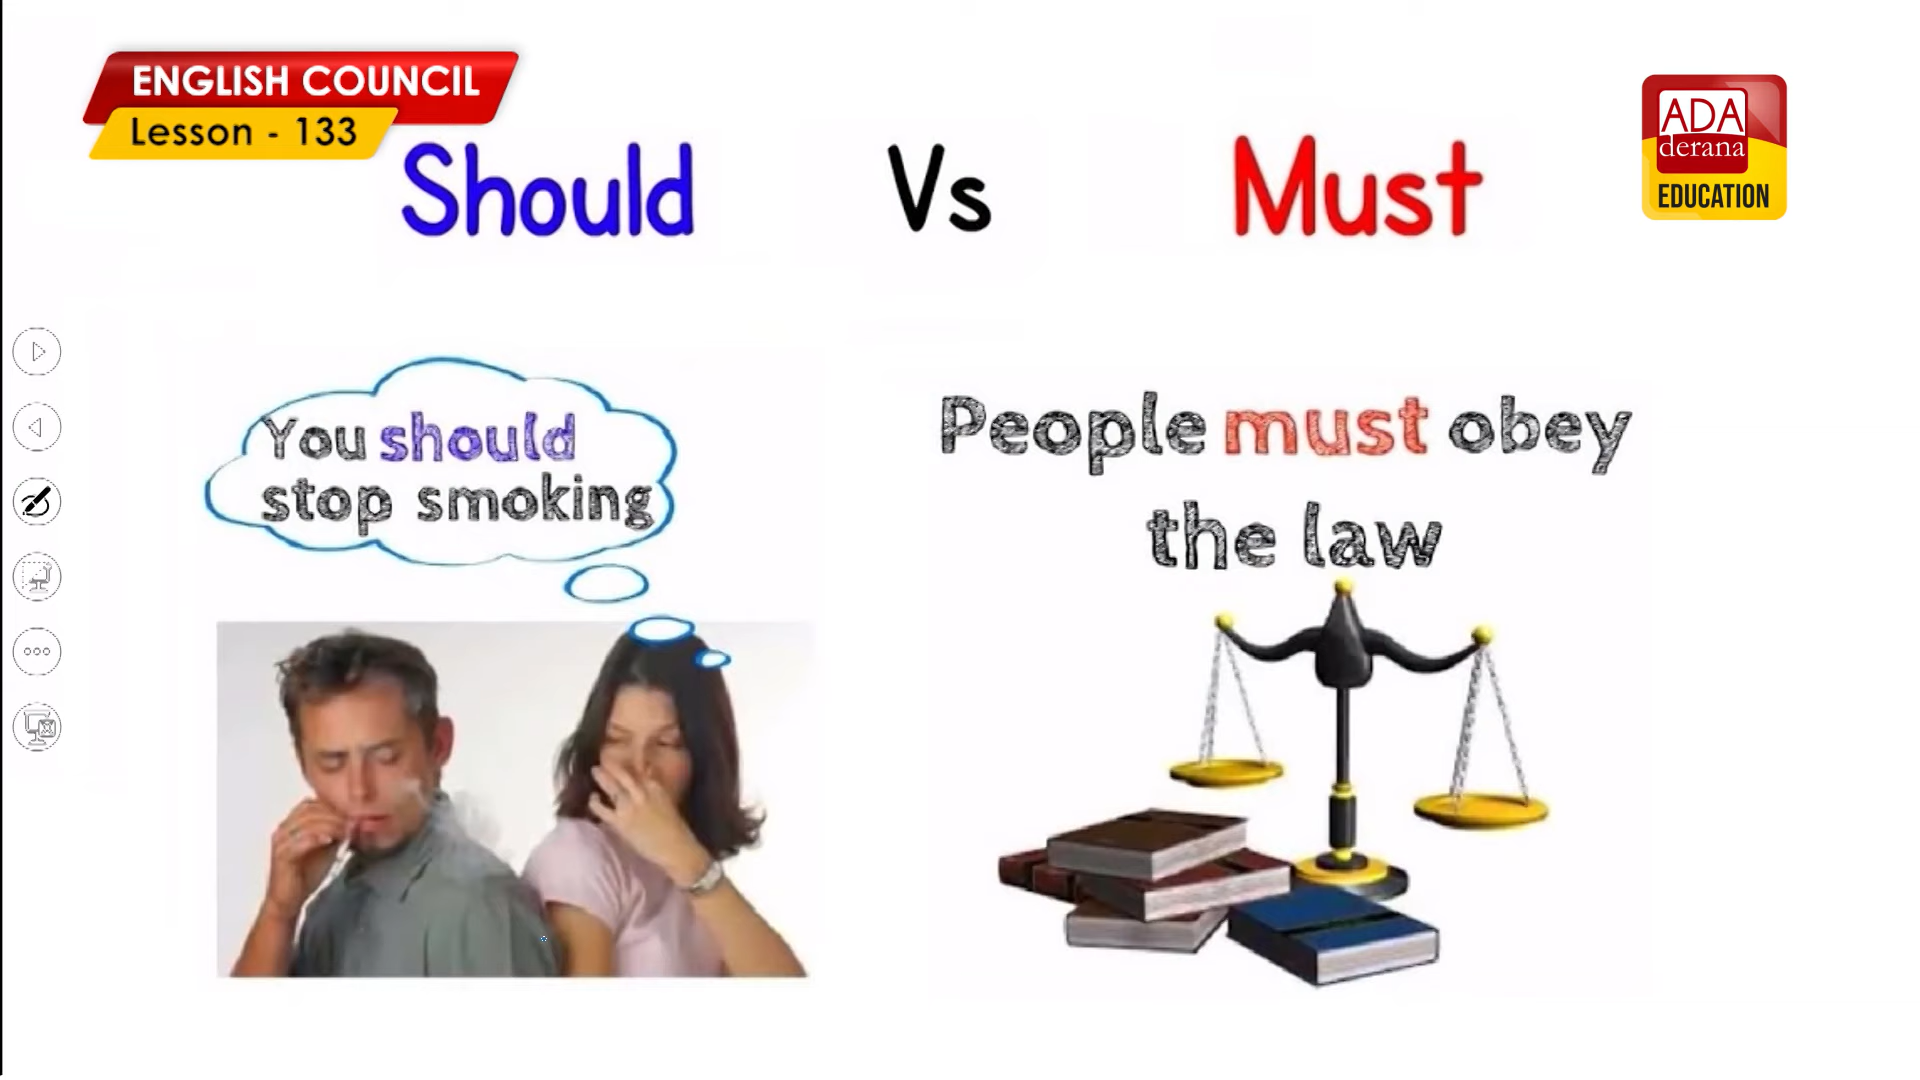 ENGLISH COUNCIL
Lesson - 133
ADA
derana
EDUCATION
Should Vs Must
You should
stop smoking
People must obey
the law